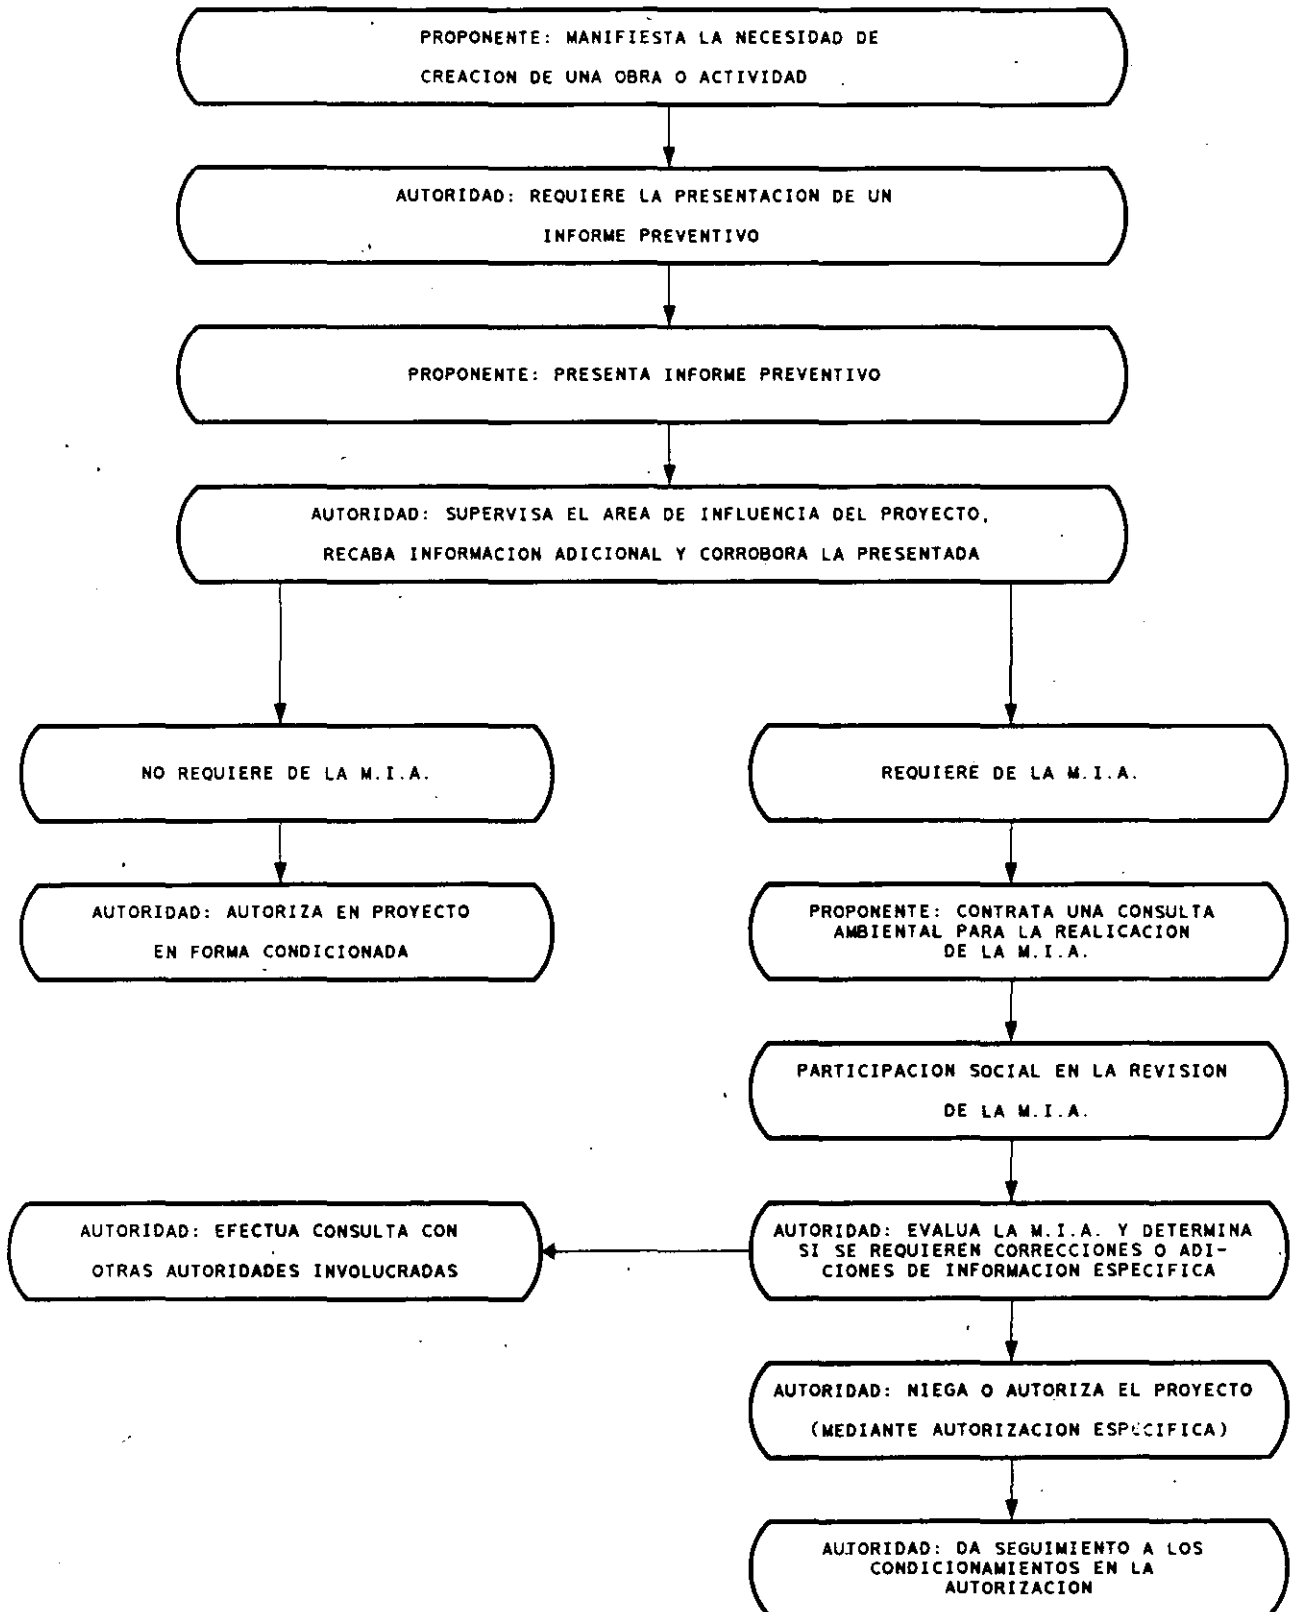 PROPONENTE: MANIFIESTA LA NECESIDAD DE
CREACION DE UNA OBRA O ACTIVIDAD
AUTORIDAD: REQUIERE LA PRESENTACION DE UN
INFORME PREVENTIVO
PROPONENTE: PRESENTA INFORME PREVENTIVO
AUTORIDAD: SUPERVISA EL AREA DE INFLUENCIA DEL PROYECTO,
RECABA INFORMACION ADICIONAL Y CORROBORA LA PRESENTADA
NO REQUIERE DE LA M.I.A.
REQUIERE DE LA M.I.A.
AUTORIDAD: AUTORIZA EN PROYECTO
EN FORMA CONDICIONADA
PROPONENTE: CONTRATA UNA CONSULTA
AMBIENTAL PARA LA REALICACION
DE LA M.I.A.
PARTICIPACION SOCIAL EN LA REVISION
DE LA M.I.A.
AUTORIDAD: EFECTUA CONSULTA CON
OTRAS AUTORIDADES INVOLUCRADAS
AUTORIDAD: EVALUA LA M.I.A. Y DETERMINA
SI SE REQUIEREN CORRECCIONES O ADI-
CIONES DE INFORMACION ESPECIFICA
AUTORIDAD: NIEGA O AUTORIZA EL PROYECTO
(MEDIANTE AUTORIZACION ESPECIFICA)
AUTORIDAD: DA SEGUIMIENTO A LOS
CONDICIONAMIENTOS EN LA
AUTORIZACION